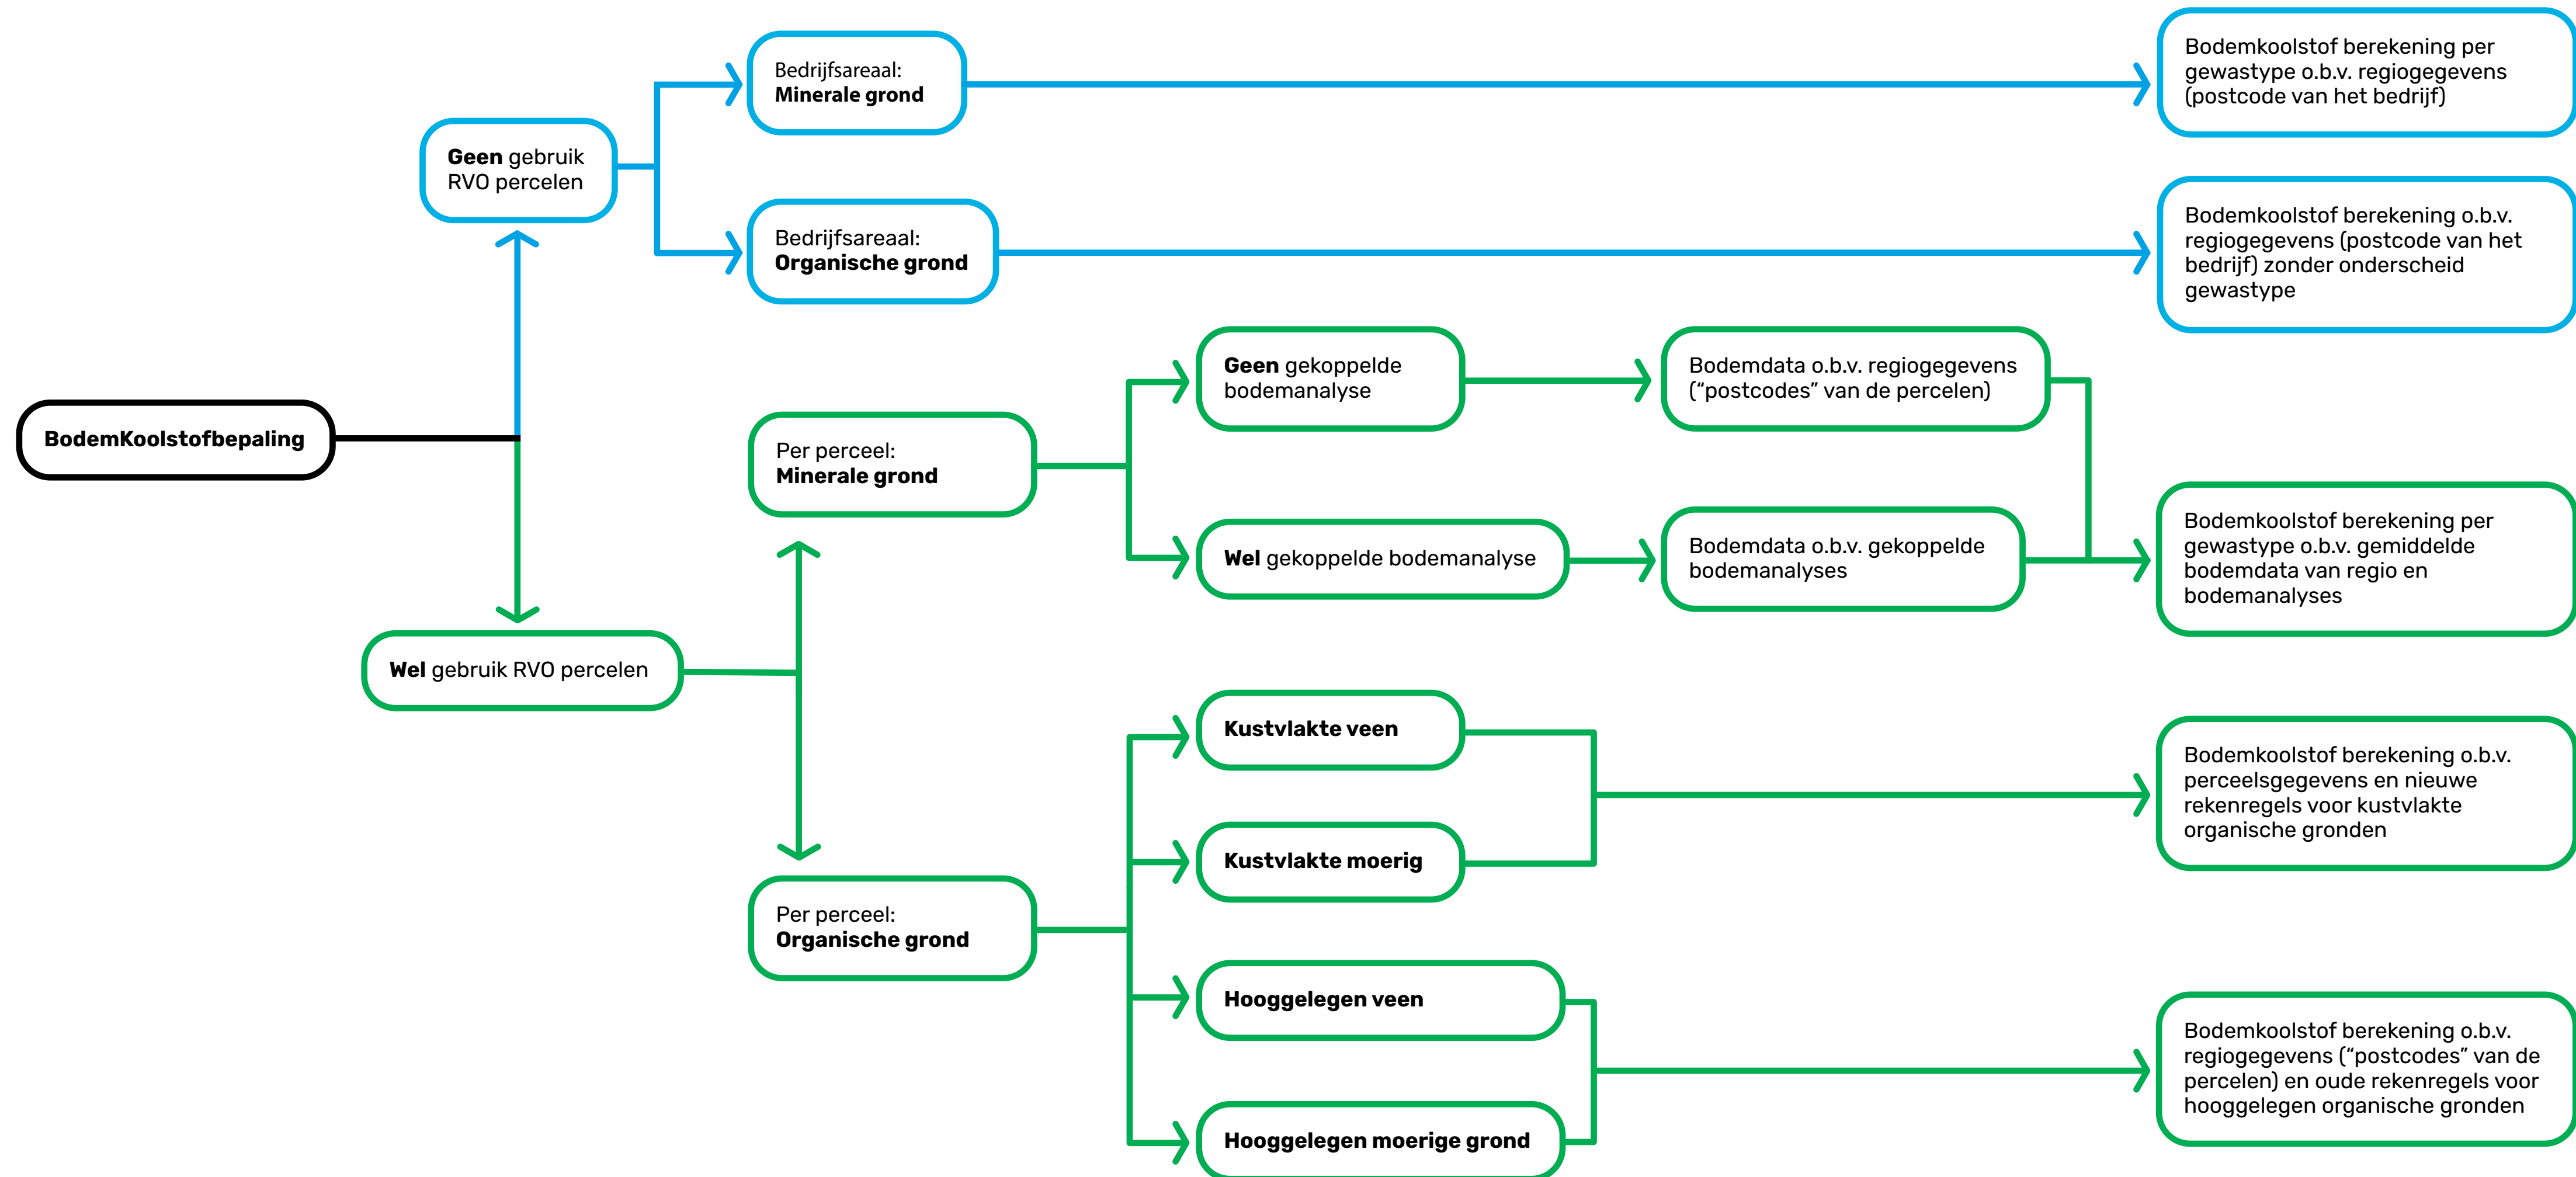 Bedrijfsareaal:
Minerale grond
Bodemkoolstof berekening per
gewastype o.b.v. regiogegevens
(postcode van het bedrijf)
Geen gebruik
RVO percelen
Bedrijfsareaal:
Organische grond
Bodemkoolstof berekening o.b.v.
regiogegevens (postcode van het
bedrijf) zonder onderscheid
gewastype
BodemKoolstofbepaling
Geen gekoppelde
bodemanalyse
Bodemdata o.b.v. regiogegevens
(“postcodes” van de percelen)
Per perceel:
Minerale grond
Wel gekoppelde bodemanalyse
Bodemdata o.b.v. gekoppelde
bodemanalyses
Bodemkoolstof berekening per
gewastype o.b.v. gemiddelde
bodemdata van regio en
bodemanalyses
Wel gebruik RVO percelen
Kustvlakte veen
Kustvlakte moerig
Bodemkoolstof berekening o.b.v.
perceelsgegevens en nieuwe
rekenregels voor kustvlakte
organische gronden
Per perceel:
Organische grond
Hooggelegen veen
Hooggelegen moerige grond
Bodemkoolstof berekening o.b.v.
regiogegevens (“postcodes” van de
percelen) en oude rekenregels voor
hooggelegen organische gronden